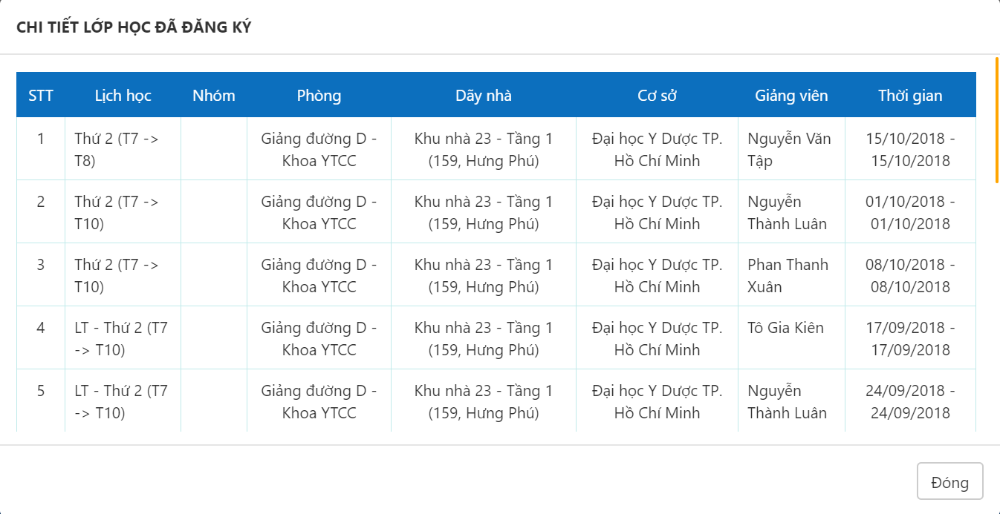 CHI TIẾT LỚP HỌC ĐÃ ĐĂNG KÝ
STT Lịch học Nhóm Phòng Dãy nhà Cơ sở Giảng viên Thời gian
1 Thứ 2 (T7 -> Giảng đường D - Khu nhà 23 - Tầng 1 Đại học Y Dược TP. Nguyễn Văn 15/10/2018 -
T8) Khoa YTCC (159, Hưng Phú) Hồ Chí Minh Tập 15/10/2018
2 Thứ 2 (T7 -> Giảng đường D - Khu nhà 23 - Tầng 1 Đại học Y Dược TP. Nguyễn 01/10/2018 -
T10) Khoa YTCC (159, Hưng Phú) Hồ Chí Minh Thành Luân 01/10/2018
3 Thứ 2 (T7 -> Giảng đường D - Khu nhà 23 - Tầng 1 Đại học Y Dược TP. Phan Thanh 08/10/2018 -
T10) Khoa YTCC (159, Hưng Phú) Hồ Chí Minh Xuân 08/10/2018
4 LT - Thứ 2 (T7 Giảng đường D - Khu nhà 23 - Tầng 1 Đại học Y Dược TP. Tô Gia Kiên 17/09/2018 -
-> T10) Khoa YTCC (159, Hưng Phú) Hồ Chí Minh 17/09/2018
5 LT - Thứ 2 (T7 Giảng đường D - Khu nhà 23 - Tầng 1 Đại học Y Dược TP. Nguyễn 24/09/2018 -
-> T10) Khoa YTCC (159, Hưng Phú) Hồ Chí Minh Thành Luân 24/09/2018
Đóng